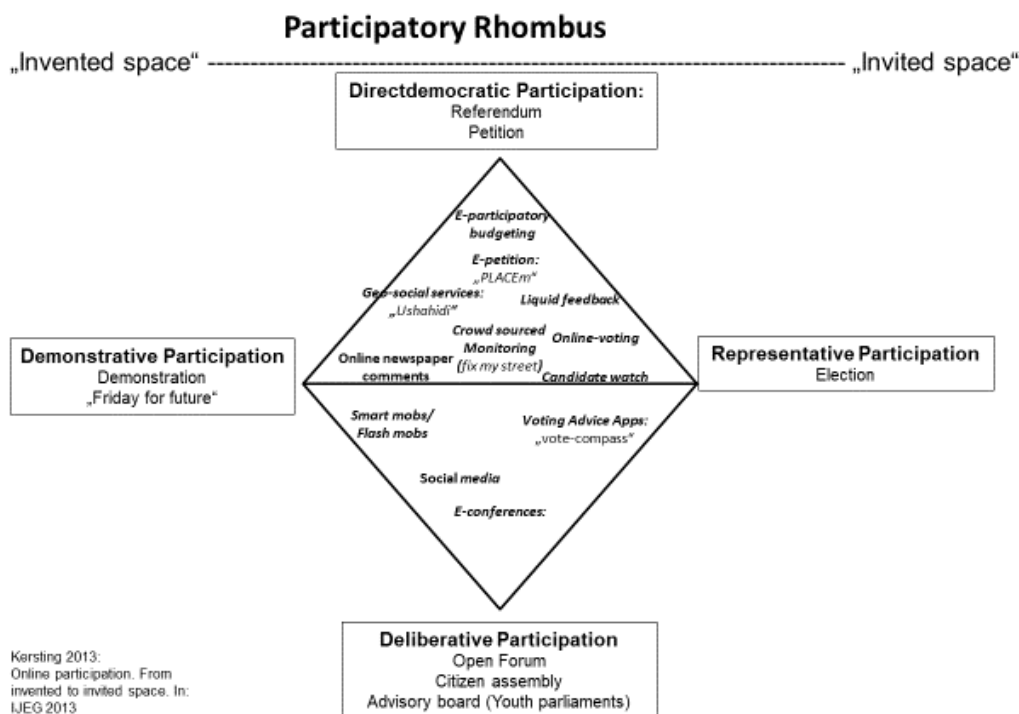 Participatory Rhombus
„Invented space“ ---------------------------------------------------------------------------- „Invited space“
Directdemocratic Participation:
Referendum
Petition
E-participatory
budgeting
E-petition:
„PLACEm“
Geo-social services:
„Ushahidi“
Liquid feedback
Crowd sourced
Monitoring
(fix my street)
Online-voting
Online newspaper
comments
Candidate watch
Demonstrative Participation
Demonstration
„Friday for future“
Representative Participation
Election
Smart mobs/
Flash mobs
Voting Advice Apps:
„vote-compass“
Social media
E-conferences:
Deliberative Participation
Open Forum
Citizen assembly
Advisory board (Youth parliaments)
Kersting 2013:
Online participation. From
invented to invited space. In:
IJEG 2013